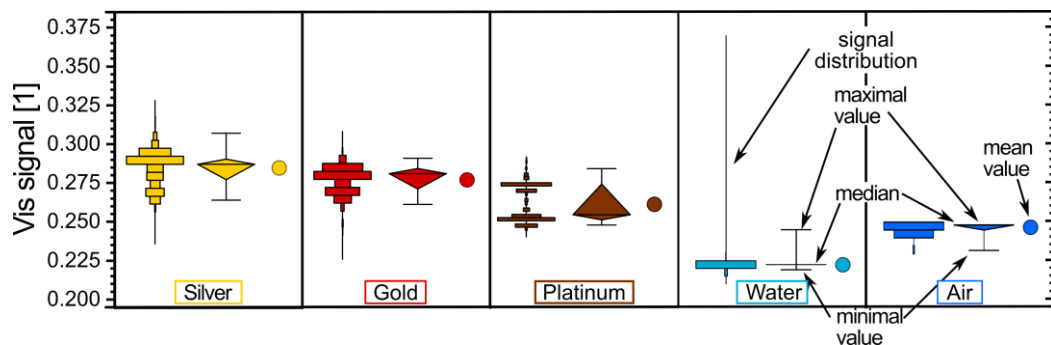 0.375
0.350
0.325
0.300
0.275
0.250
0.225
0.200
Vis signal [1]
Silver
Gold
Platinum
Water
Air
signal
distribution
maximal
value
mean
value
median
minimal
value